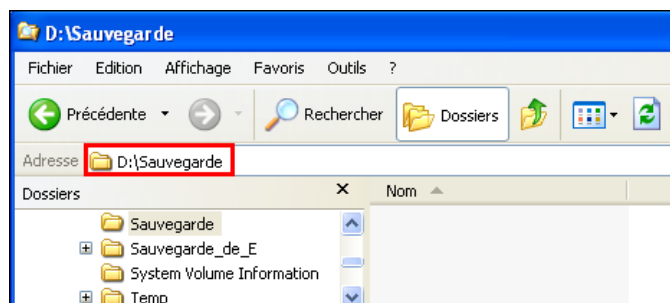 D:\Sauvegarde
Fichier Edition Affichage Favoris Outils ?
Précédente Rechercher Dossiers
Adresse D:\Sauvegarde
Dossiers X Nom
Sauvegarde
Sauvegarde_de_E
System Volume Information
Temp